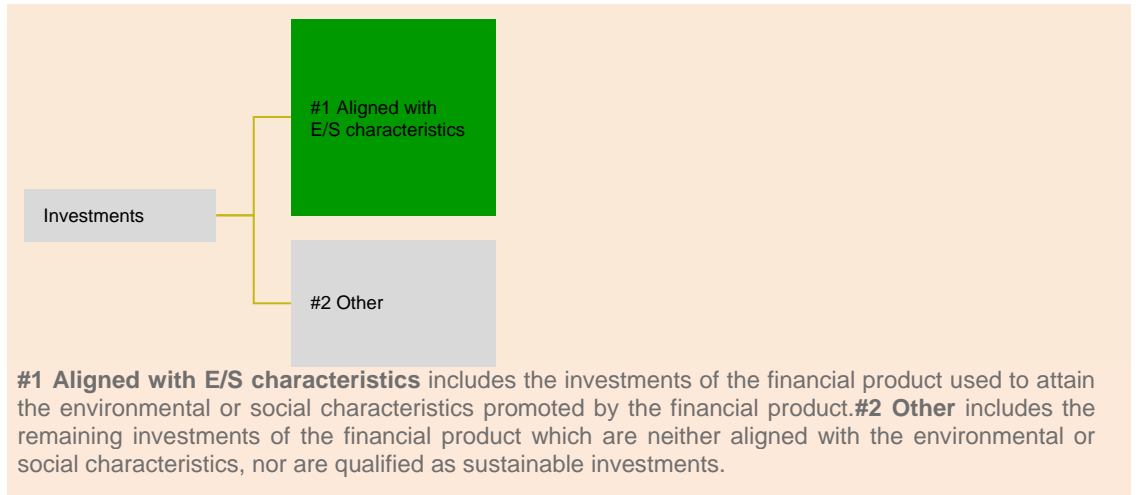 #1 Aligned with
E/S characteristics
Investments
#2 Other
#1 Aligned with E/S characteristics includes the investments of the financial product used to attain
the environmental or social characteristics promoted by the financial product.#2 Other includes the
remaining investments of the financial product which are neither aligned with the environmental or
social characteristics, nor are qualified as sustainable investments.